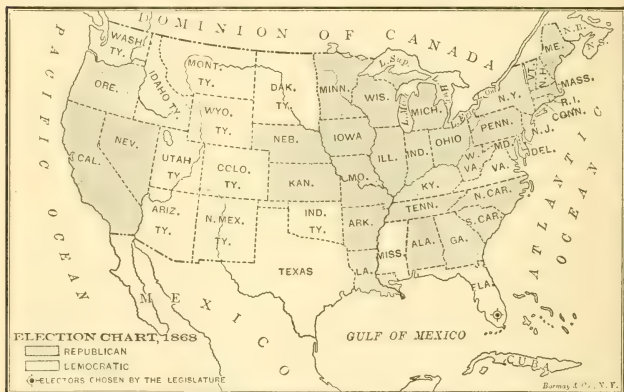 DOMINION OF CANADA
PACIFIC OCEAN
ATLANTIC OCEAN
WASH. TY.
IDAHO TY.
MONT. TY.
DAK. TY.
MINN.
WIS.
L. Sup.
L. Mich.
MICH.
N.B.
ME.
VT.
N.H.
MASS.
R.I.
CONN.
N.Y.
ORE.
WYO. TY.
NEB.
IOWA
ILL.
IND.
OHIO
PENN.
N.J.
DEL.
MD.
W. VA.
VA.
NEV.
CAL.
UTAH TY.
COLO. TY.
KAN.
MO.
KY.
ARIZ. TY.
N. MEX. TY.
IND. TY.
ARK.
TENN.
N. CAR.
S. CAR.
TEXAS
LA.
MISS.
ALA.
GA.
FLA.
MEXICO
GULF OF MEXICO
CUBA
ELECTION CHART, 1868
REPUBLICAN
DEMOCRATIC
ELECTORS CHOSEN BY THE LEGISLATURE
N.Y.